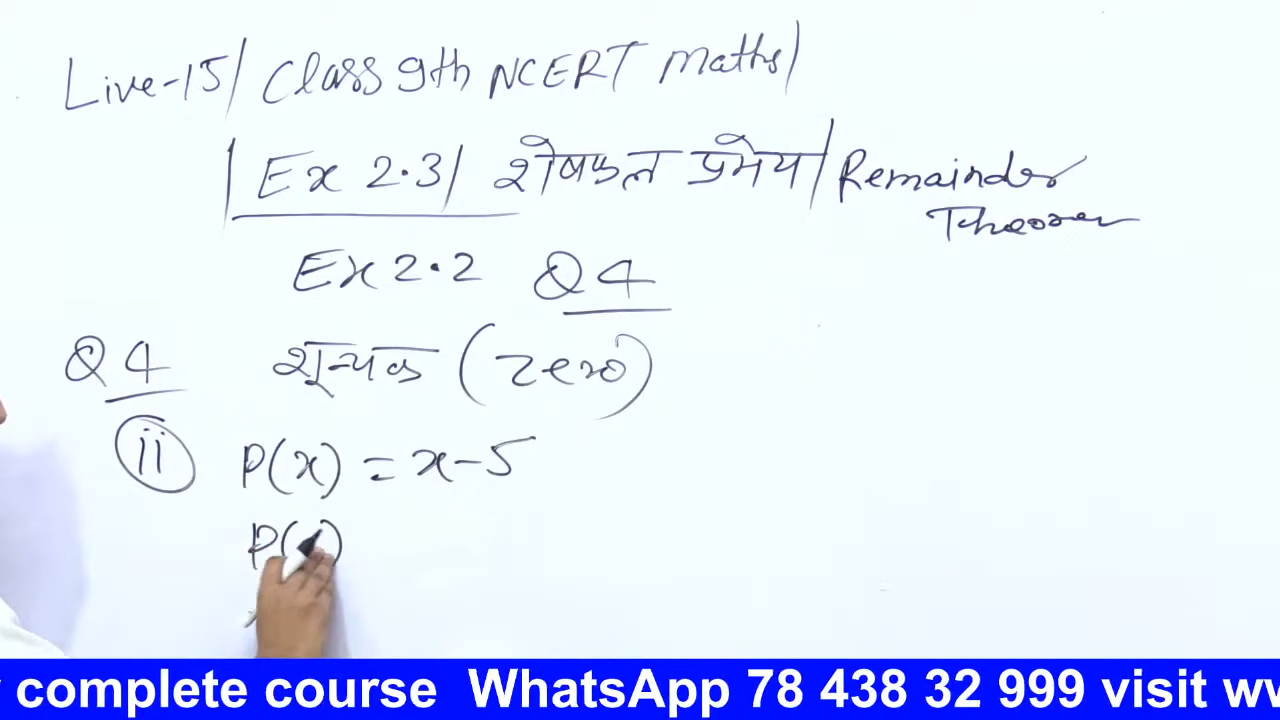 Live-15/ Class 9th NCERT Maths/
| Ex 2.3/ शेषफल प्रमेय/ Remainder
Theorem
Ex 2.2 Q4
Q4 शून्यक (zero)
ii P(x) = x-5
P( )
complete course WhatsApp 78 438 32 999 visit